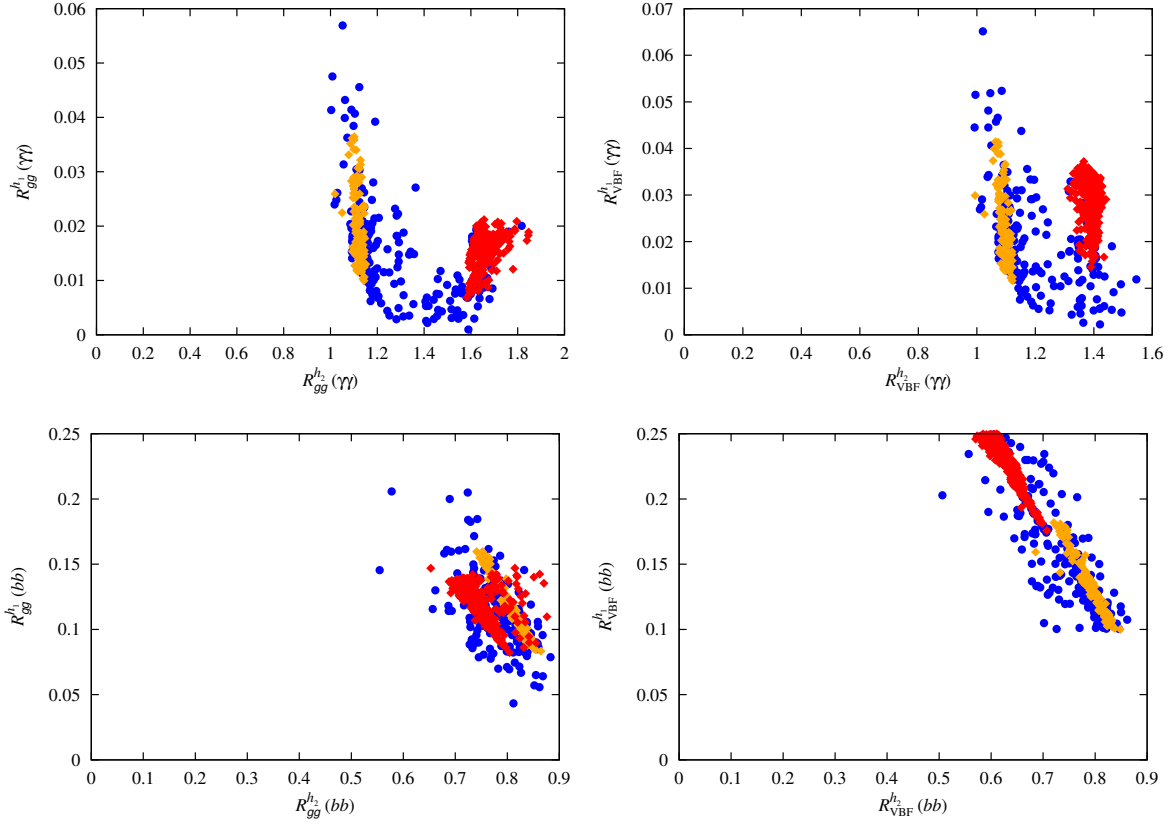 0.06
0.05
0.04
0.03
0.02
0.01
0
0 0.2 0.4 0.6 0.8 1 1.2 1.4 1.6 1.8 2
R_{gg}^{h_1}(γγ)
R_{gg}^{h_2}(γγ)
0.07
0.06
0.05
0.04
0.03
0.02
0.01
0
0 0.2 0.4 0.6 0.8 1 1.2 1.4 1.6
R_{VBF}^{h_1}(γγ)
R_{VBF}^{h_2}(γγ)
0.25
0.2
0.15
0.1
0.05
0
0 0.1 0.2 0.3 0.4 0.5 0.6 0.7 0.8 0.9
R_{gg}^{h_1}(bb)
R_{gg}^{h_2}(bb)
0.25
0.2
0.15
0.1
0.05
0
0 0.1 0.2 0.3 0.4 0.5 0.6 0.7 0.8 0.9
R_{VBF}^{h_1}(bb)
R_{VBF}^{h_2}(bb)